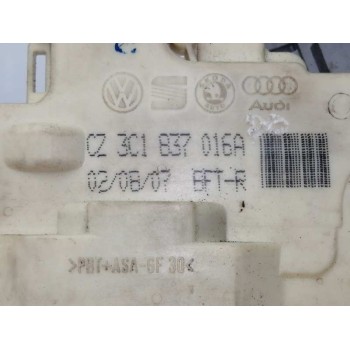 Audi
CZ 3C1 837 016A
02/08/07 BFT-R
>PBT+ASA-GF 30<